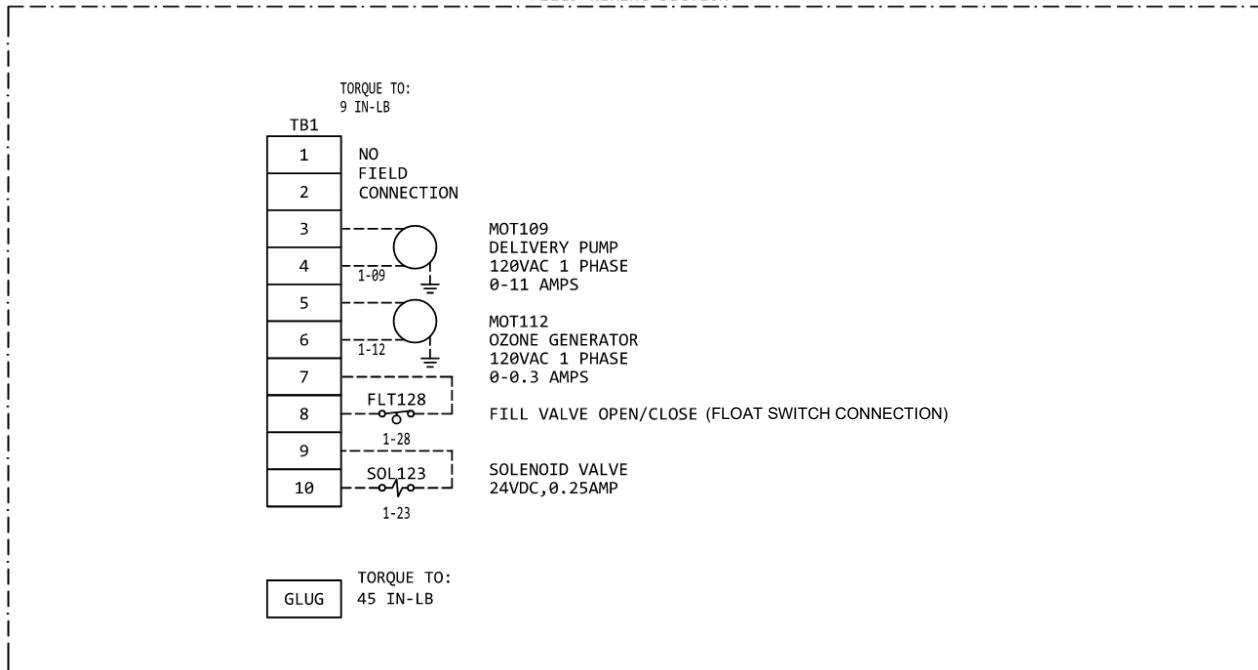 TORQUE TO:
9 IN-LB
TB1
1
NO
FIELD
2
CONNECTION
3
MOT109
DELIVERY PUMP
4
120VAC 1 PHASE
1-09
0-11 AMPS
5
MOT112
6
OZONE GENERATOR
1-12
120VAC 1 PHASE
7
0-0.3 AMPS
FLT128
8
FILL VALVE OPEN/CLOSE (FLOAT SWITCH CONNECTION)
1-28
9
SOL123
SOLENOID VALVE
10
24VDC,0.25AMP
1-23
GLUG
TORQUE TO:
45 IN-LB